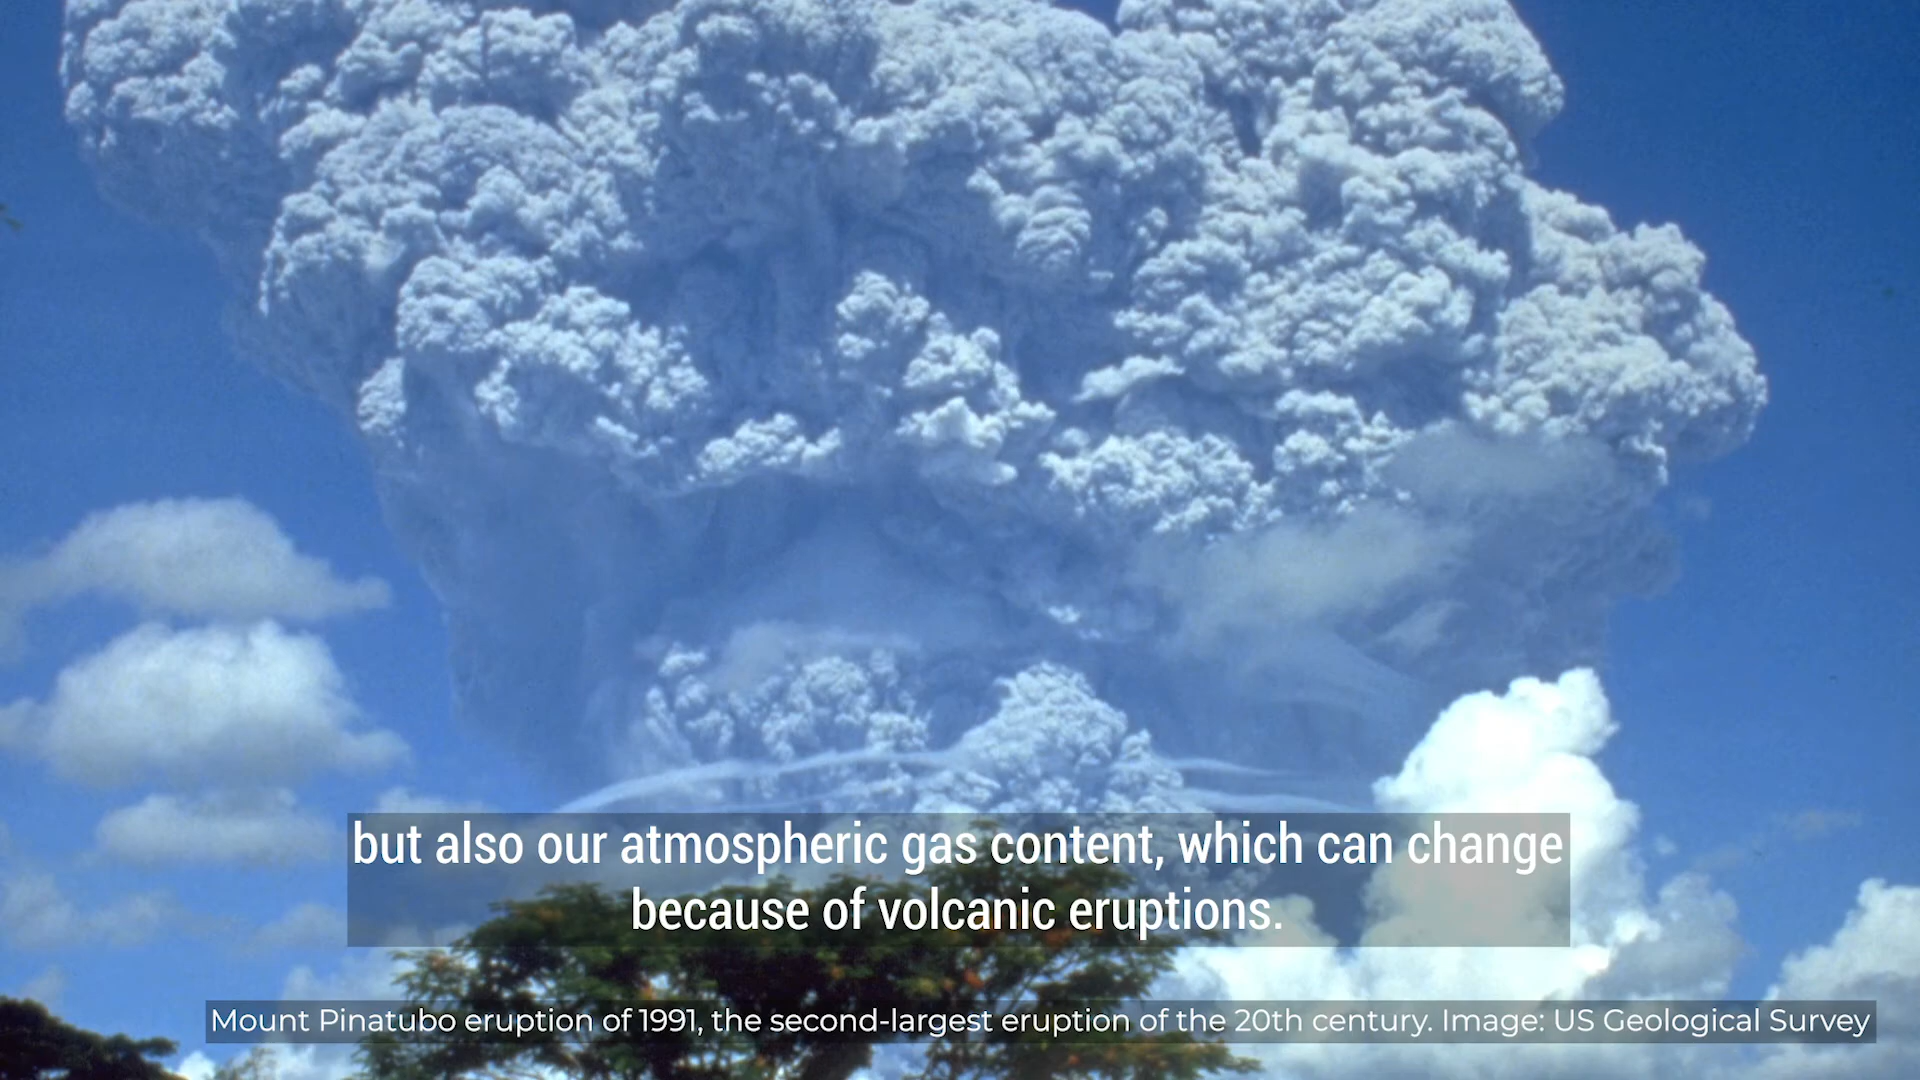 but also our atmospheric gas content, which can change
because of volcanic eruptions.
Mount Pinatubo eruption of 1991, the second-largest eruption of the 20th century. Image: US Geological Survey